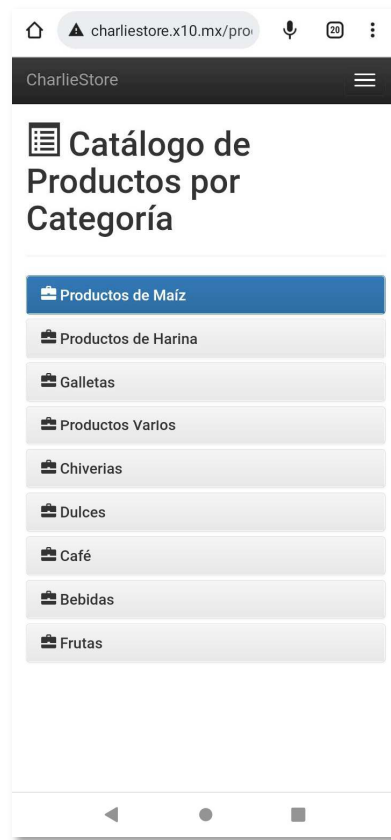 charliestore.x10.mx/pro
20
CharlieStore
Catálogo de
Productos por
Categoría
Productos de Maíz
Productos de Harina
Galletas
Productos Varios
Chiverias
Dulces
Café
Bebidas
Frutas